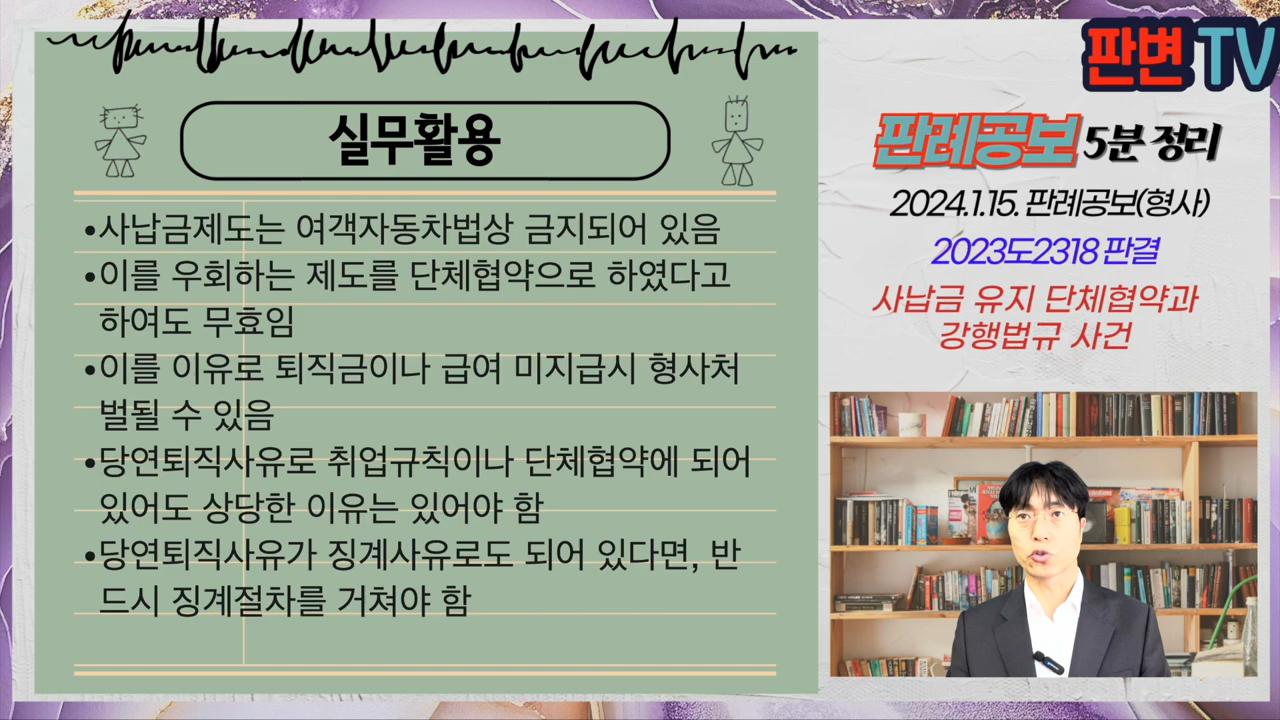 판변 TV
실무활용
•사납금제도는 여객자동차법상 금지되어 있음
•이를 우회하는 제도를 단체협약으로 하였다고
하여도 무효임
•이를 이유로 퇴직금이나 급여 미지급시 형사처
벌될 수 있음
•당연퇴직사유로 취업규칙이나 단체협약에 되어
있어도 상당한 이유는 있어야 함
•당연퇴직사유가 징계사유로도 되어 있다면, 반
드시 징계절차를 거쳐야 함
판례공보 5분 정리
2024.1.15. 판례공보(형사)
2023도2318 판결
사납금 유지 단체협약과
강행법규 사건